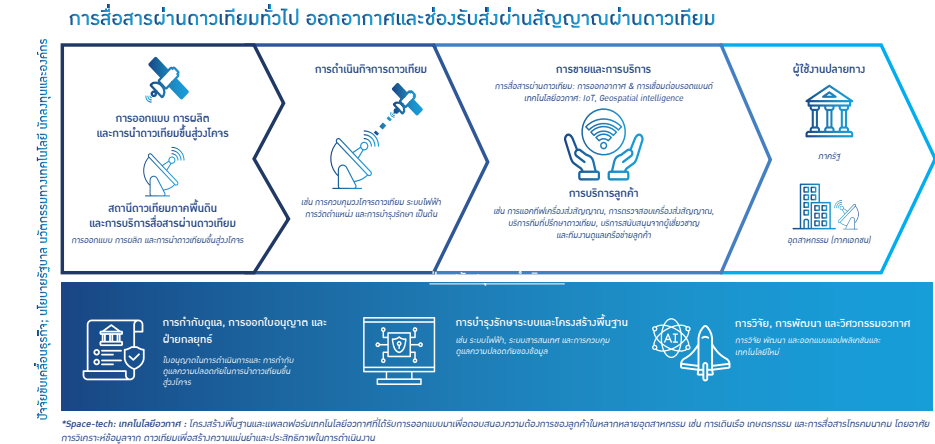 การสื่อสารผ่านดาวเทียมทั่วไป ออกอากาศและช่องรับส่งผ่านสัญญาณผ่านดาวเทียม
ปัจจัยขับเคลื่อนธุรกิจ; นโยบายรัฐบาล นวัตกรรมทางเทคโนโลยี นักลงทุนและองค์กร
การออกแบบ การผลิต
และการนำดาวเทียมขึ้นสู่วงโคจร
สถานีดาวเทียมภาคพื้นดิน
และการบริการสื่อสารผ่านดาวเทียม
การออกแบบ การผลิต และการนำดาวเทียมขึ้นสู่วงโคจร
การดำเนินกิจการดาวเทียม
เช่น การควบคุมวงโคจรดาวเทียม ระบบไฟฟ้า
การวัดตำแหน่ง และการบำรุงรักษา เป็นต้น
การขายและการบริการ
การสื่อสารผ่านดาวเทียม: การออกอากาศ & การเชื่อมต่อบรอดแบนด์
เทคโนโลยีอวกาศ: IoT, Geospatial intelligence
การบริการลูกค้า
เช่น การแอคทิฟเครื่องส่งสัญญาณ, การตรวจสอบเครื่องส่งสัญญาณ,
บริการทีมที่ปรึกษาดาวเทียม, บริการสนับสนุนจากผู้เชี่ยวชาญ
และทีมงานดูแลเครือข่ายลูกค้า
ผู้ใช้งานปลายทาง
ภาครัฐ
อุตสาหกรรม (ภาคเอกชน)
การกำกับดูแล, การออกใบอนุญาต และ
ฝ่ายกลยุทธ์
ใบอนุญาตในการดำเนินการและ การกำกับ
ดูแลความปลอดภัยในการนำดาวเทียมขึ้น
สู่วงโคจร
การบำรุงรักษาระบบและโครงสร้างพื้นฐาน
เช่น ระบบไฟฟ้า, ระบบสารสนเทศ และการควบคุม
ดูแลความปลอดภัยของข้อมูล
AI
การวิจัย, การพัฒนา และวิศวกรรมอวกาศ
การวิจัย พัฒนา และออกแบบแอปพลิเคชันและ
เทคโนโลยีใหม่
*Space-tech: เทคโนโลยีอวกาศ : โครงสร้างพื้นฐานและแพลตฟอร์มเทคโนโลยีอวกาศที่ได้รับการออกแบบมาเพื่อตอบสนองความต้องการของลูกค้าในหลากหลายอุตสาหกรรม เช่น การเดินเรือ เกษตรกรรม และการสื่อสารโทรคมนาคม โดยอาศัย
การวิเคราะห์ข้อมูลจาก ดาวเทียมเพื่อสร้างความแม่นยำและประสิทธิภาพในการดำเนินงาน